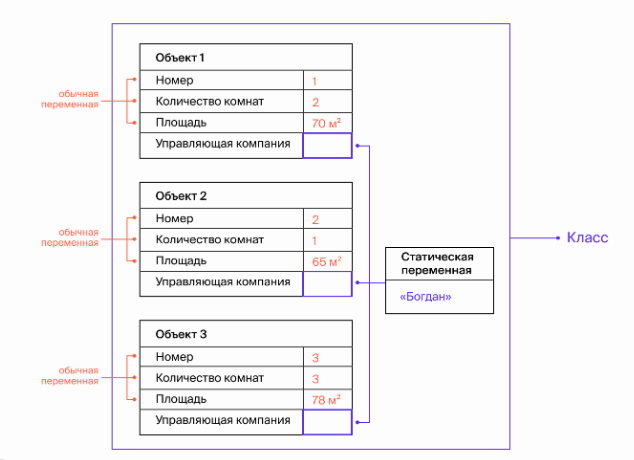 Объект 1
Номер 1
обычная
переменная
Количество комнат 2
Площадь 70 м²
Управляющая компания
Объект 2
Номер 2
обычная
переменная
Количество комнат 1
Площадь 65 м²
Управляющая компания
Класс
Статическая
переменная
«Богдан»
Объект 3
Номер 3
обычная
переменная
Количество комнат 3
Площадь 78 м²
Управляющая компания